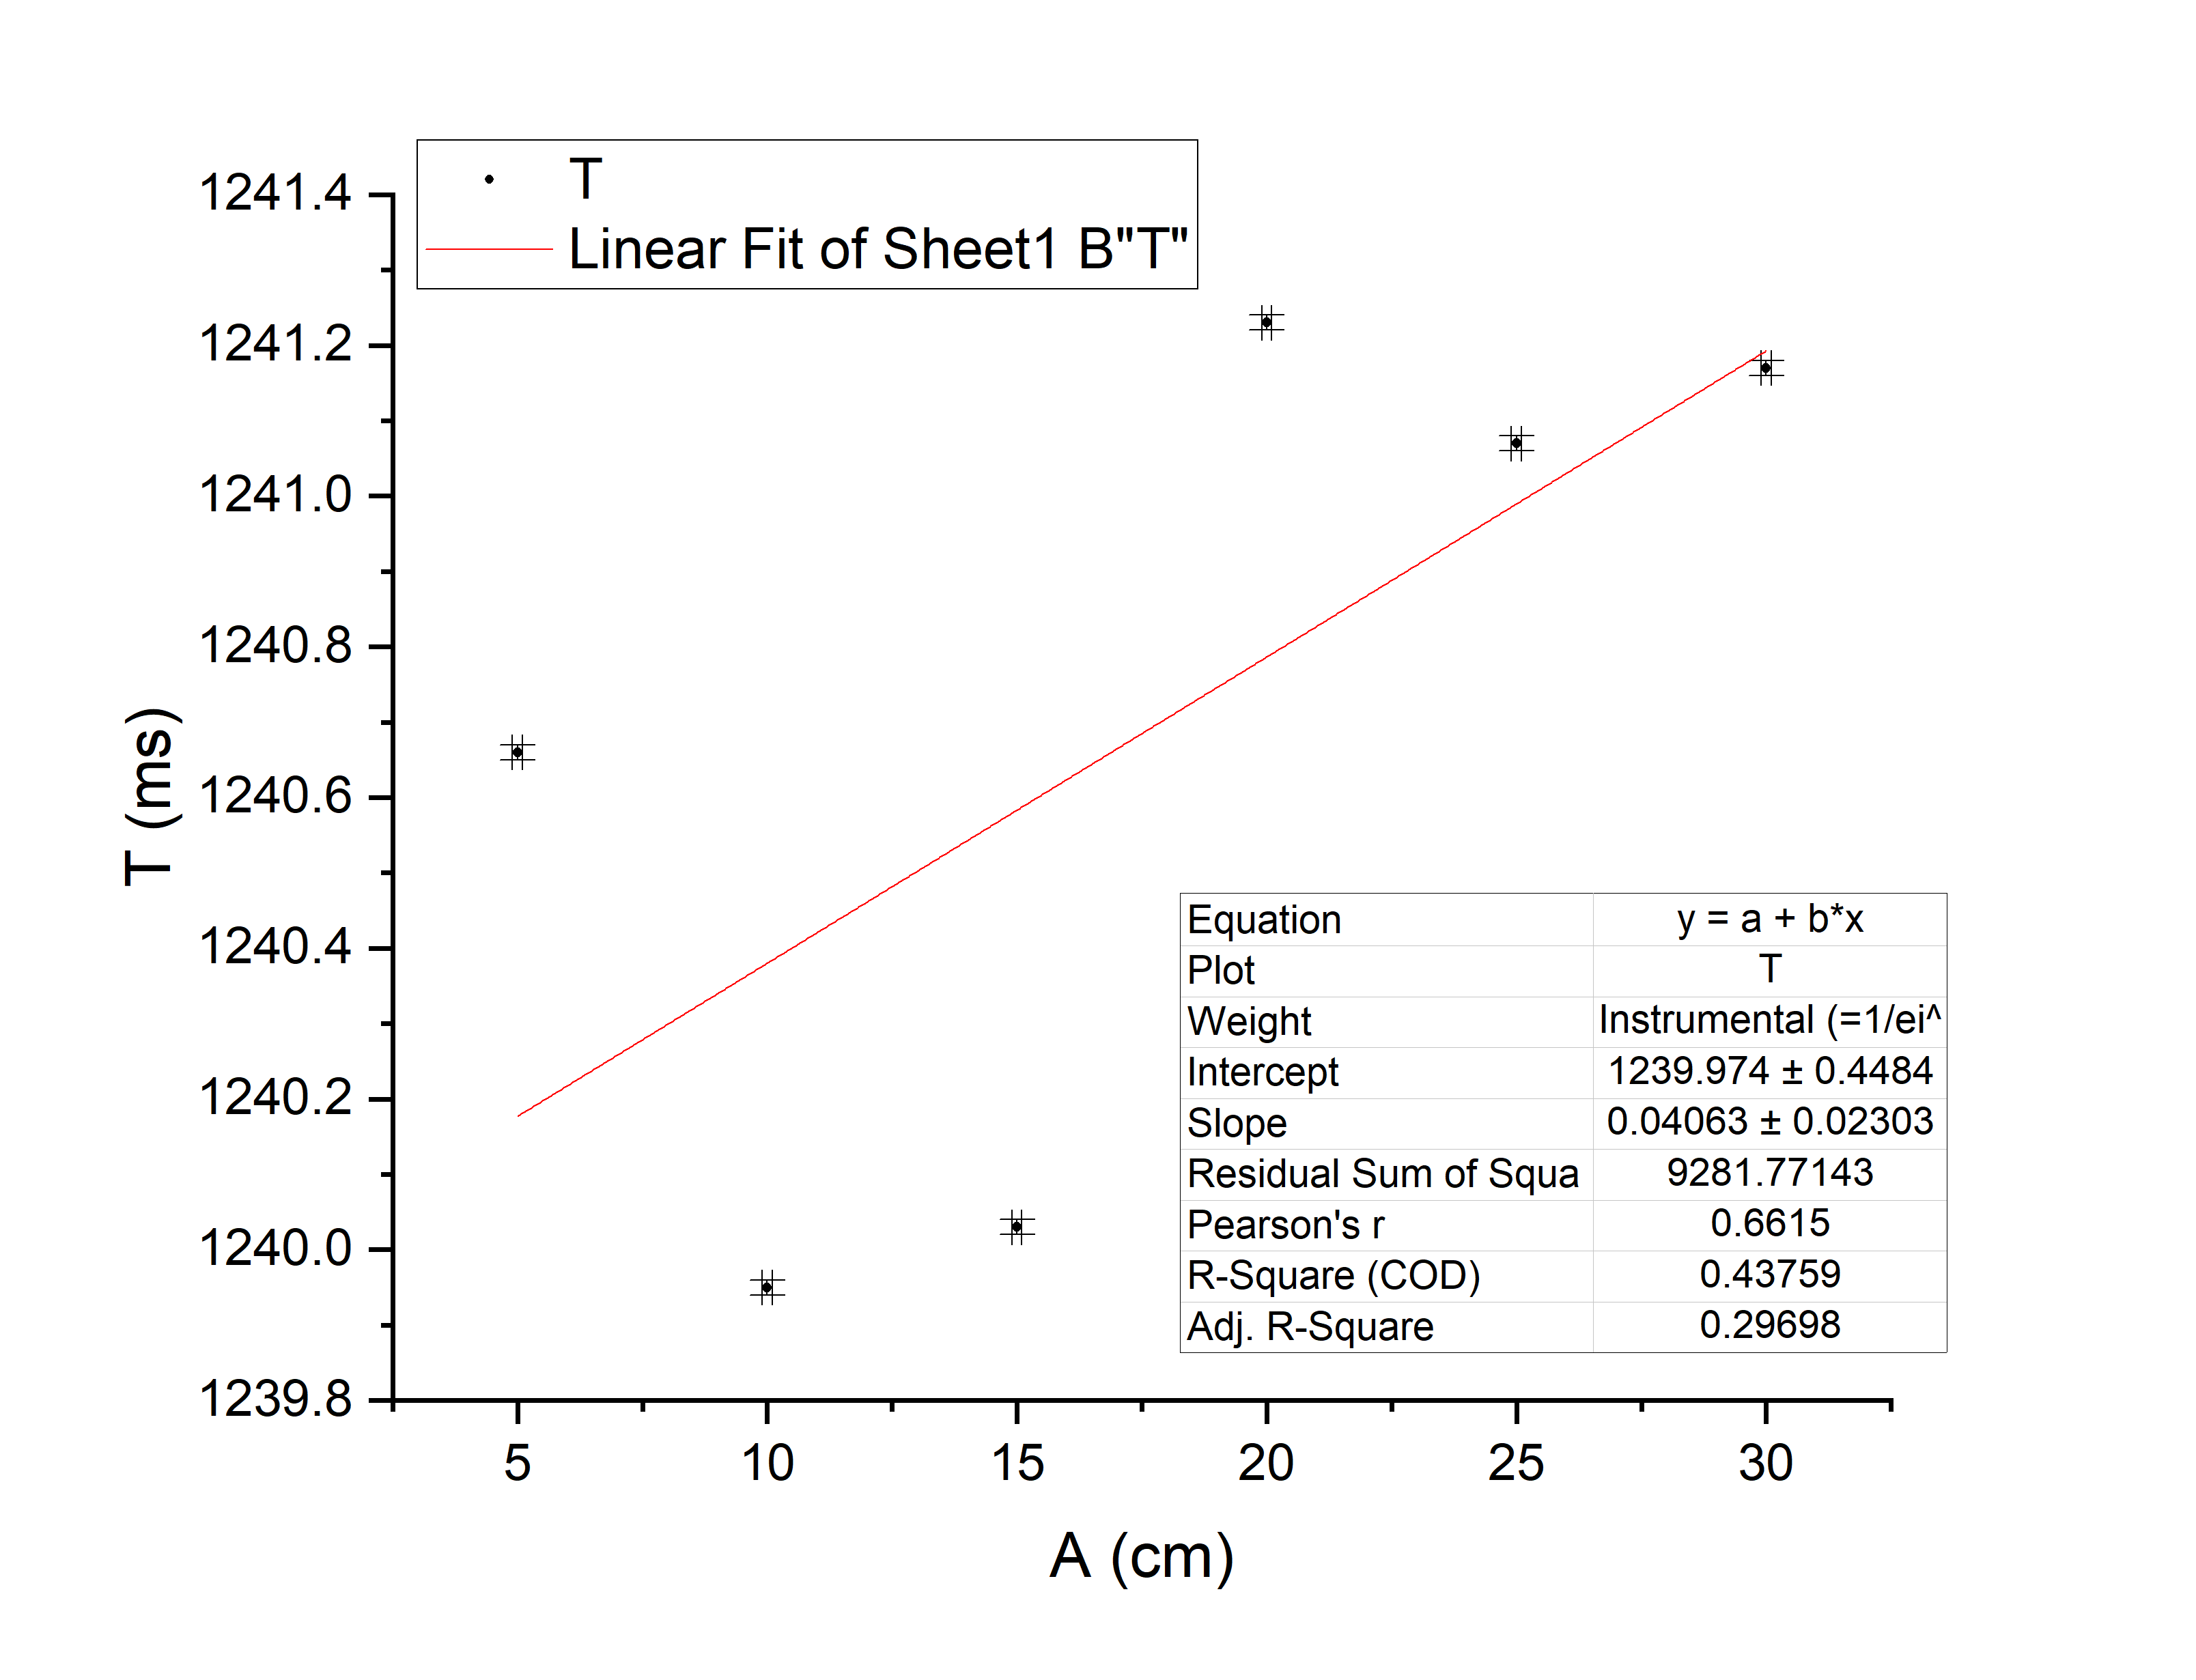 T
Linear Fit of Sheet1 B"T"
1241.4
1241.2
1241.0
1240.8
1240.6
1240.4
1240.2
1240.0
1239.8
T (ms)
Equation y = a + b*x
Plot T
Weight Instrumental (=1/ei^
Intercept 1239.974 ± 0.4484
Slope 0.04063 ± 0.02303
Residual Sum of Squa 9281.77143
Pearson's r 0.6615
R-Square (COD) 0.43759
Adj. R-Square 0.29698
5 10 15 20 25 30
A (cm)